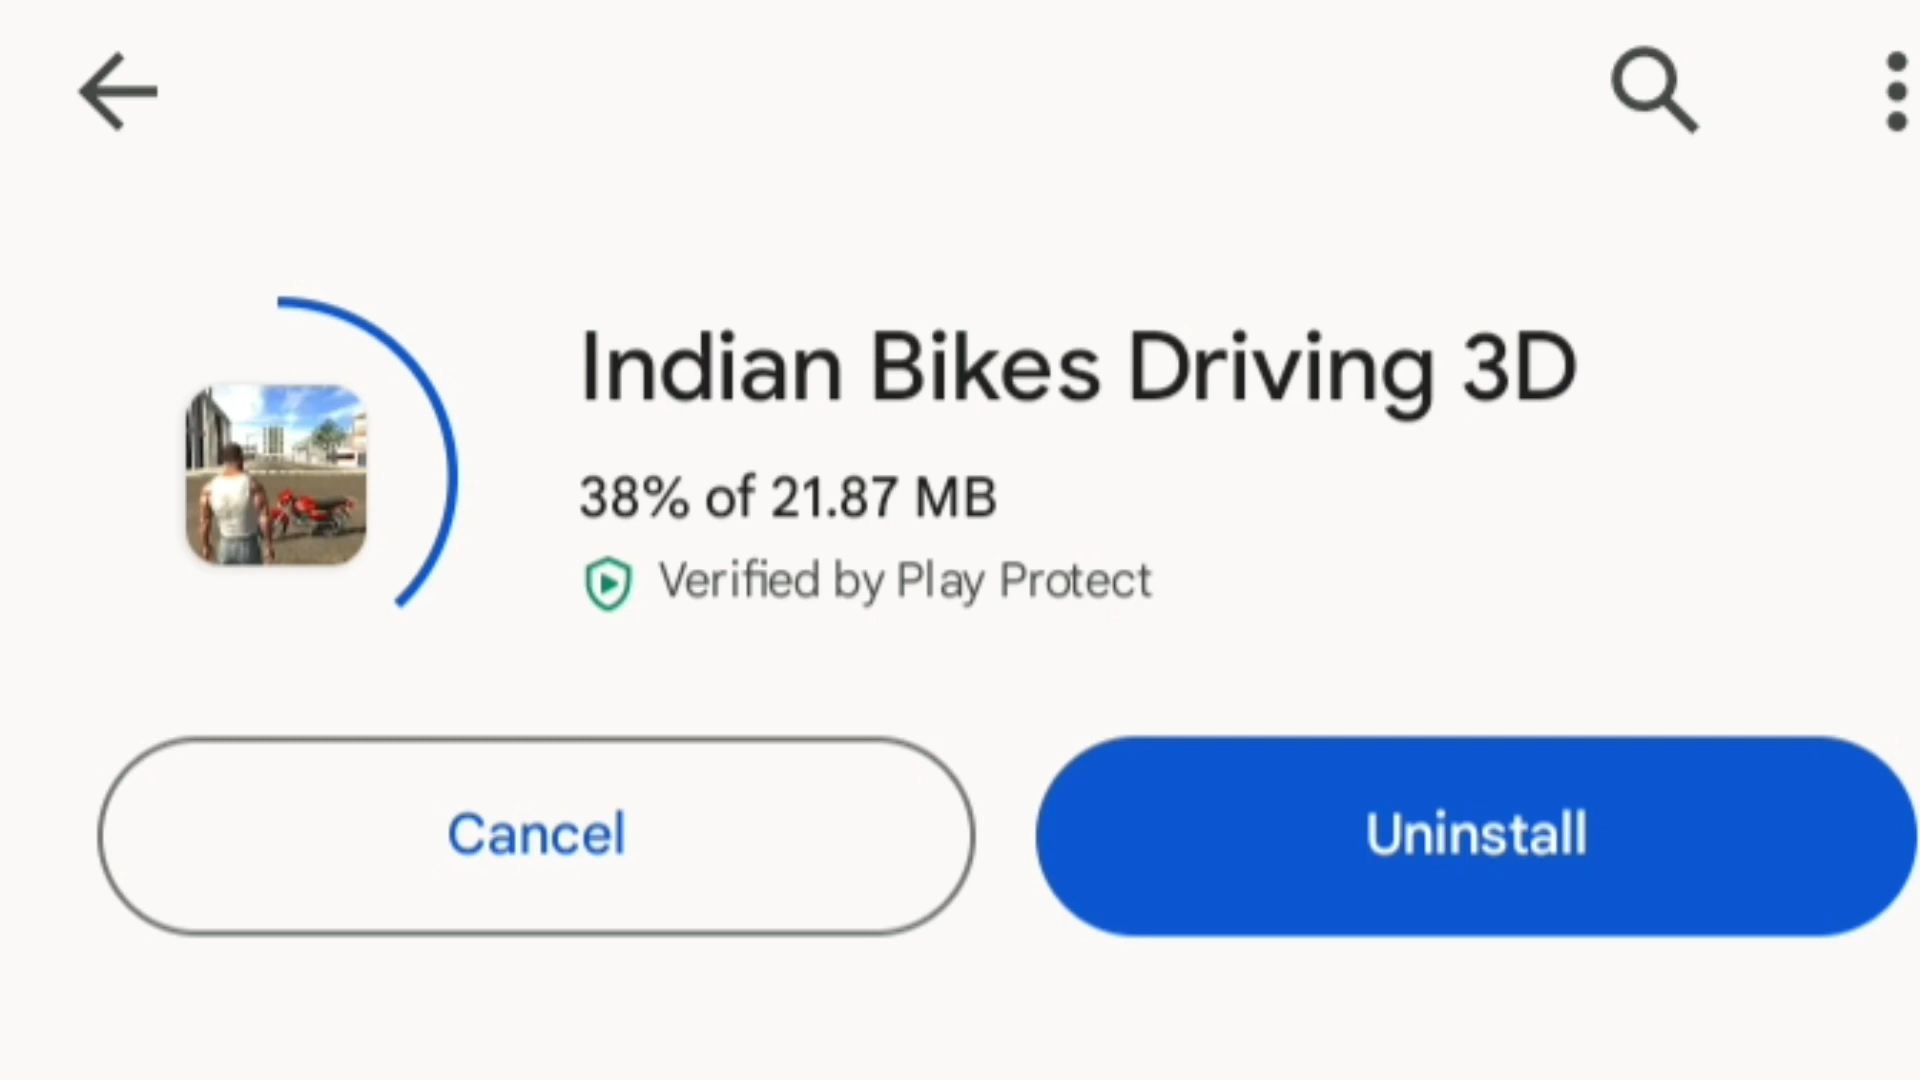 Indian Bikes Driving 3D
38% of 21.87 MB
Verified by Play Protect
Cancel
Uninstall